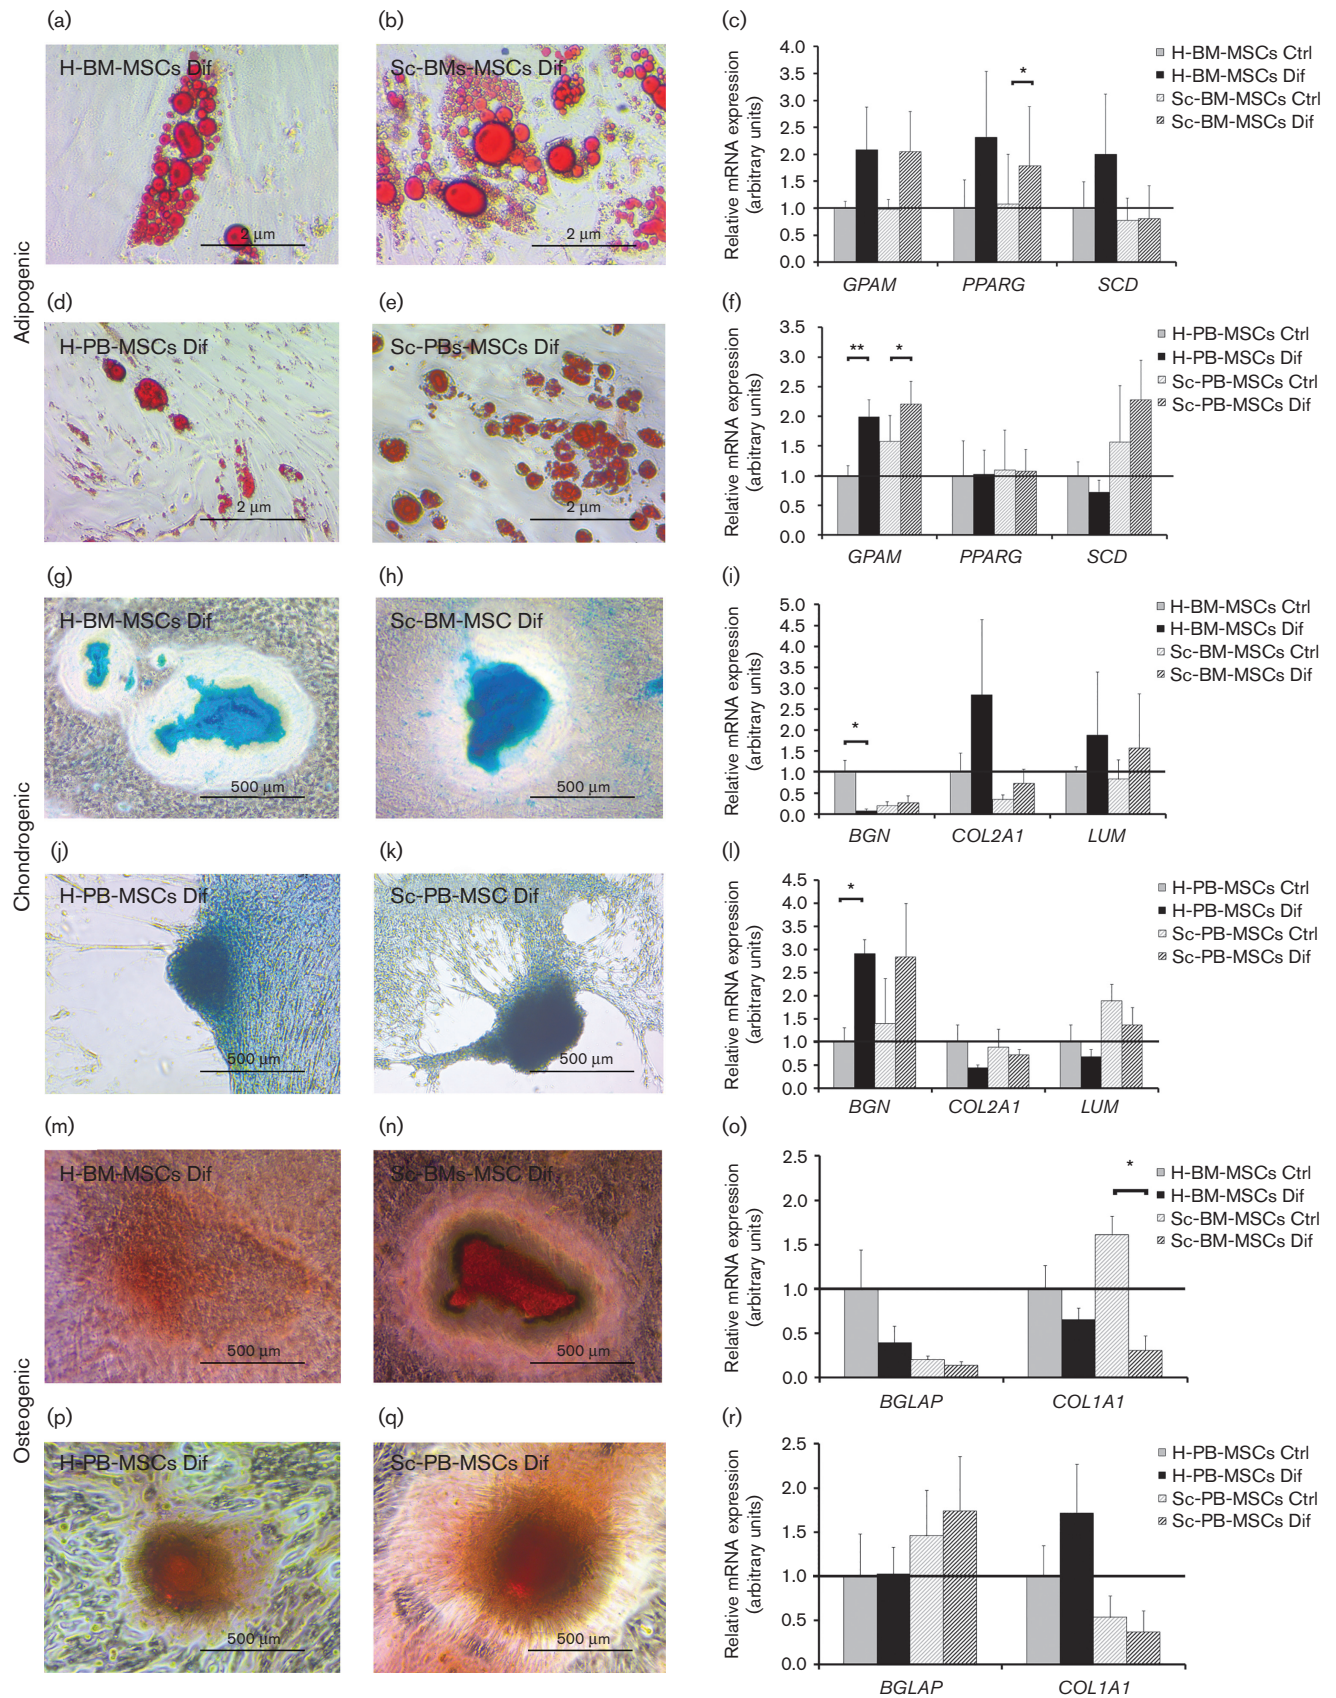 (a)
(b)
(c)
H-BM-MSCs Dif
2 µm
Sc-BMs-MSCs Dif
2 µm
Relative mRNA expression
(arbitrary units)
4.0
3.5
3.0
2.5
2.0
1.5
1.0
0.5
0.0
*
GPAM
PPARG
SCD
H-BM-MSCs Ctrl
H-BM-MSCs Dif
Sc-BM-MSCs Ctrl
Sc-BM-MSCs Dif
Adipogenic
(d)
(e)
(f)
H-PB-MSCs Dif
2 µm
Sc-PBs-MSCs Dif
2 µm
Relative mRNA expression
(arbitrary units)
3.5
3.0
2.5
2.0
1.5
1.0
0.5
0.0
**
*
GPAM
PPARG
SCD
H-PB-MSCs Ctrl
H-PB-MSCs Dif
Sc-PB-MSCs Ctrl
Sc-PB-MSCs Dif
(g)
(h)
(i)
H-BM-MSCs Dif
500 µm
Sc-BM-MSC Dif
500 µm
Relative mRNA expression
(arbitrary units)
5.0
4.5
4.0
3.5
3.0
2.5
2.0
1.5
1.0
0.5
0.0
*
BGN
COL2A1
LUM
H-BM-MSCs Ctrl
H-BM-MSCs Dif
Sc-BM-MSCs Ctrl
Sc-BM-MSCs Dif
Chondrogenic
(j)
(k)
(l)
H-PB-MSCs Dif
500 µm
Sc-PB-MSC Dif
500 µm
Relative mRNA expression
(arbitrary units)
4.5
4.0
3.5
3.0
2.5
2.0
1.5
1.0
0.5
0.0
*
BGN
COL2A1
LUM
H-PB-MSCs Ctrl
H-PB-MSCs Dif
Sc-PB-MSCs Ctrl
Sc-PB-MSCs Dif
(m)
(n)
(o)
H-BM-MSCs Dif
500 µm
Sc-BMs-MSC Dif
500 µm
Relative mRNA expression
(arbitrary units)
2.5
2.0
1.5
1.0
0.5
0.0
*
BGLAP
COL1A1
H-BM-MSCs Ctrl
H-BM-MSCs Dif
Sc-BM-MSCs Ctrl
Sc-BM-MSCs Dif
Osteogenic
(p)
(q)
(r)
H-PB-MSCs Dif
500 µm
Sc-PB-MSCs Dif
500 µm
Relative mRNA expression
(arbitrary units)
2.5
2.0
1.5
1.0
0.5
0.0
BGLAP
COL1A1
H-PB-MSCs Ctrl
H-PB-MSCs Dif
Sc-PB-MSCs Ctrl
Sc-PB-MSCs Dif